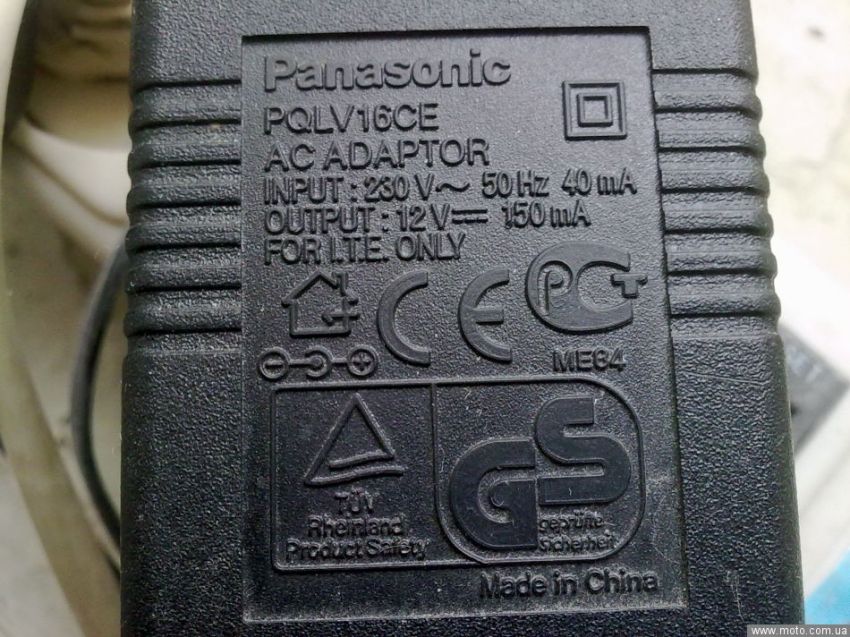 Panasonic
PQLV16CE
AC ADAPTOR
INPUT : 230 V~ 50 Hz 40 mA
OUTPUT : 12 V⎓ 150 mA
FOR I.T.E. ONLY
CE PCT
ME64
TÜV
Rheinland
Product Safety
GS
geprüfte
Sicherheit
Made in China
www.moto.com.ua